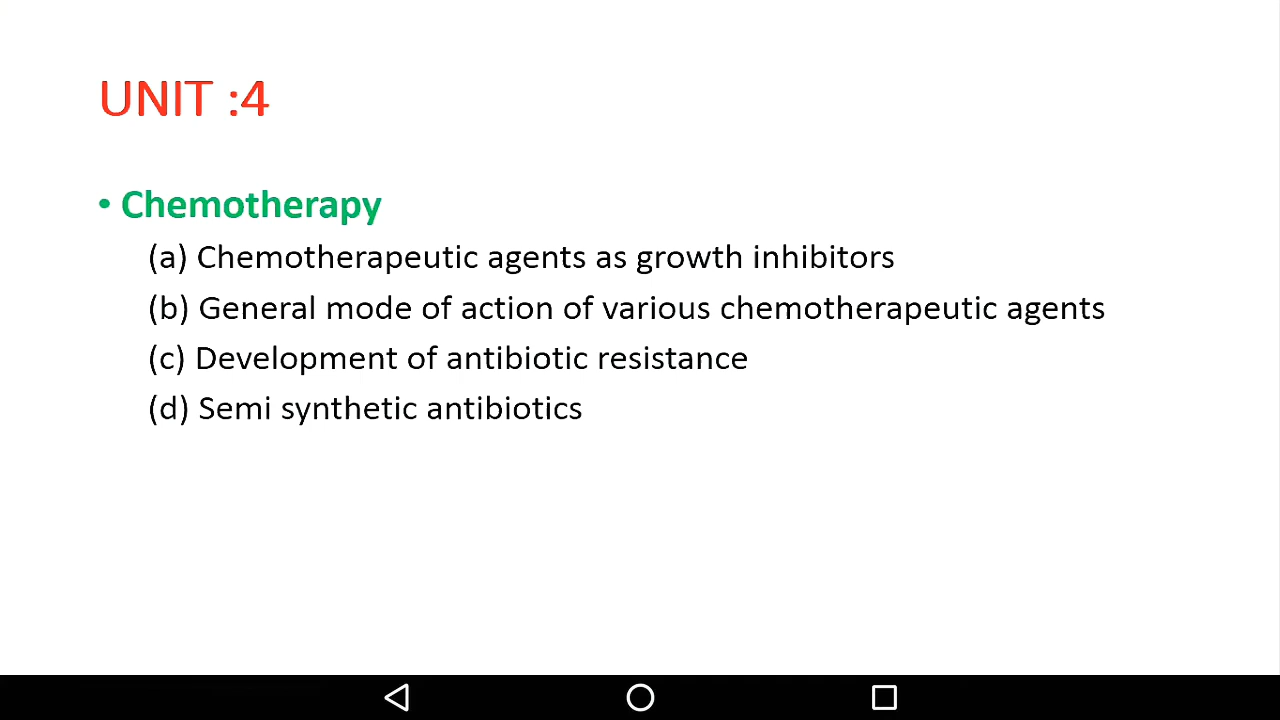 UNIT :4
• Chemotherapy
(a) Chemotherapeutic agents as growth inhibitors
(b) General mode of action of various chemotherapeutic agents
(c) Development of antibiotic resistance
(d) Semi synthetic antibiotics